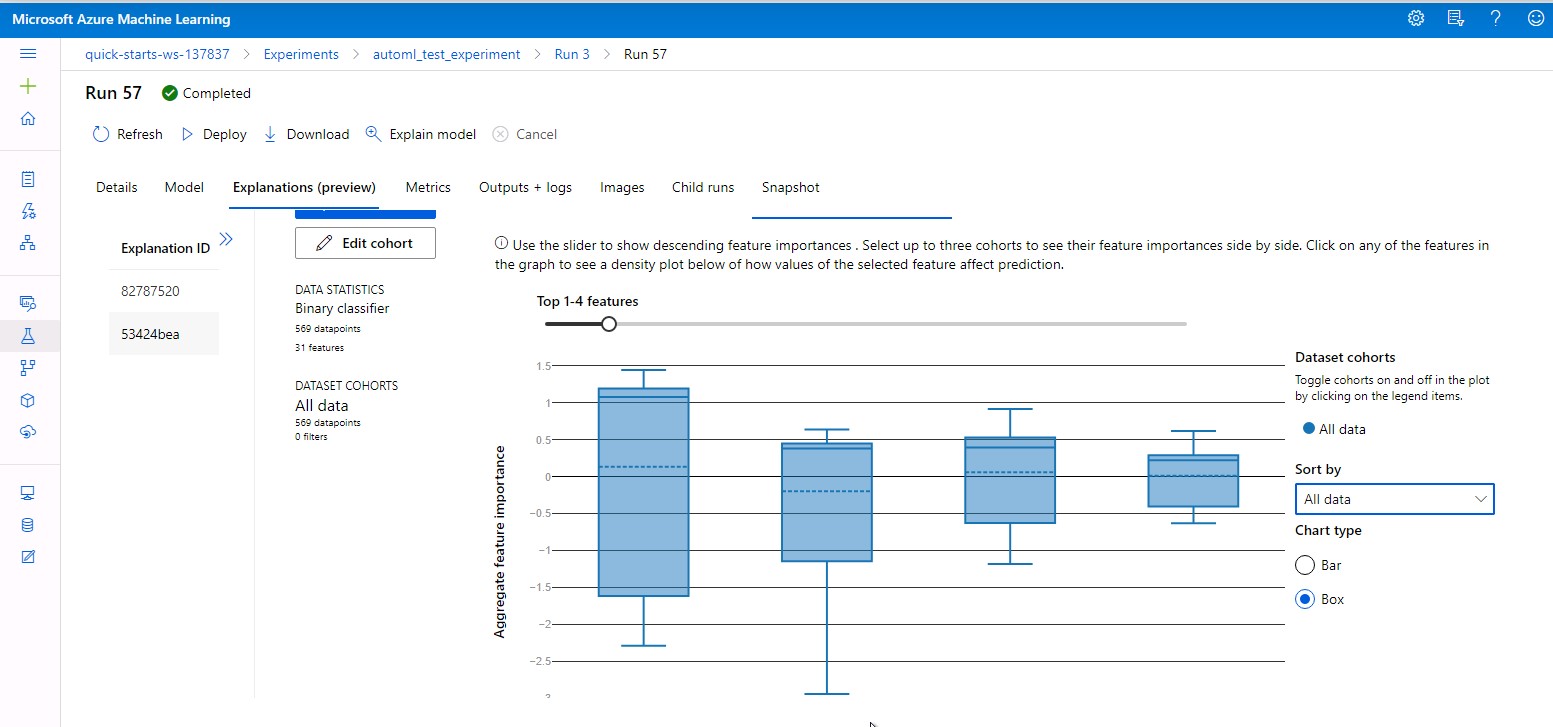 Microsoft Azure Machine Learning
quick-starts-ws-137837 > Experiments > automl_test_experiment > Run 3 > Run 57
Run 57 Completed
Refresh Deploy Download Explain model Cancel
Details Model Explanations (preview) Metrics Outputs + logs Images Child runs Snapshot
Explanation ID
82787520
53424bea
Edit cohort
DATA STATISTICS
Binary classifier
569 datapoints
31 features
DATASET COHORTS
All data
569 datapoints
0 filters
Use the slider to show descending feature importances . Select up to three cohorts to see their feature importances side by side. Click on any of the features in
the graph to see a density plot below of how values of the selected feature affect prediction.
Top 1-4 features
Aggregate feature importance
1.5
1
0.5
0
−0.5
−1
−1.5
−2
−2.5
Dataset cohorts
Toggle cohorts on and off in the plot
by clicking on the legend items.
All data
Sort by
All data
Chart type
Bar
Box